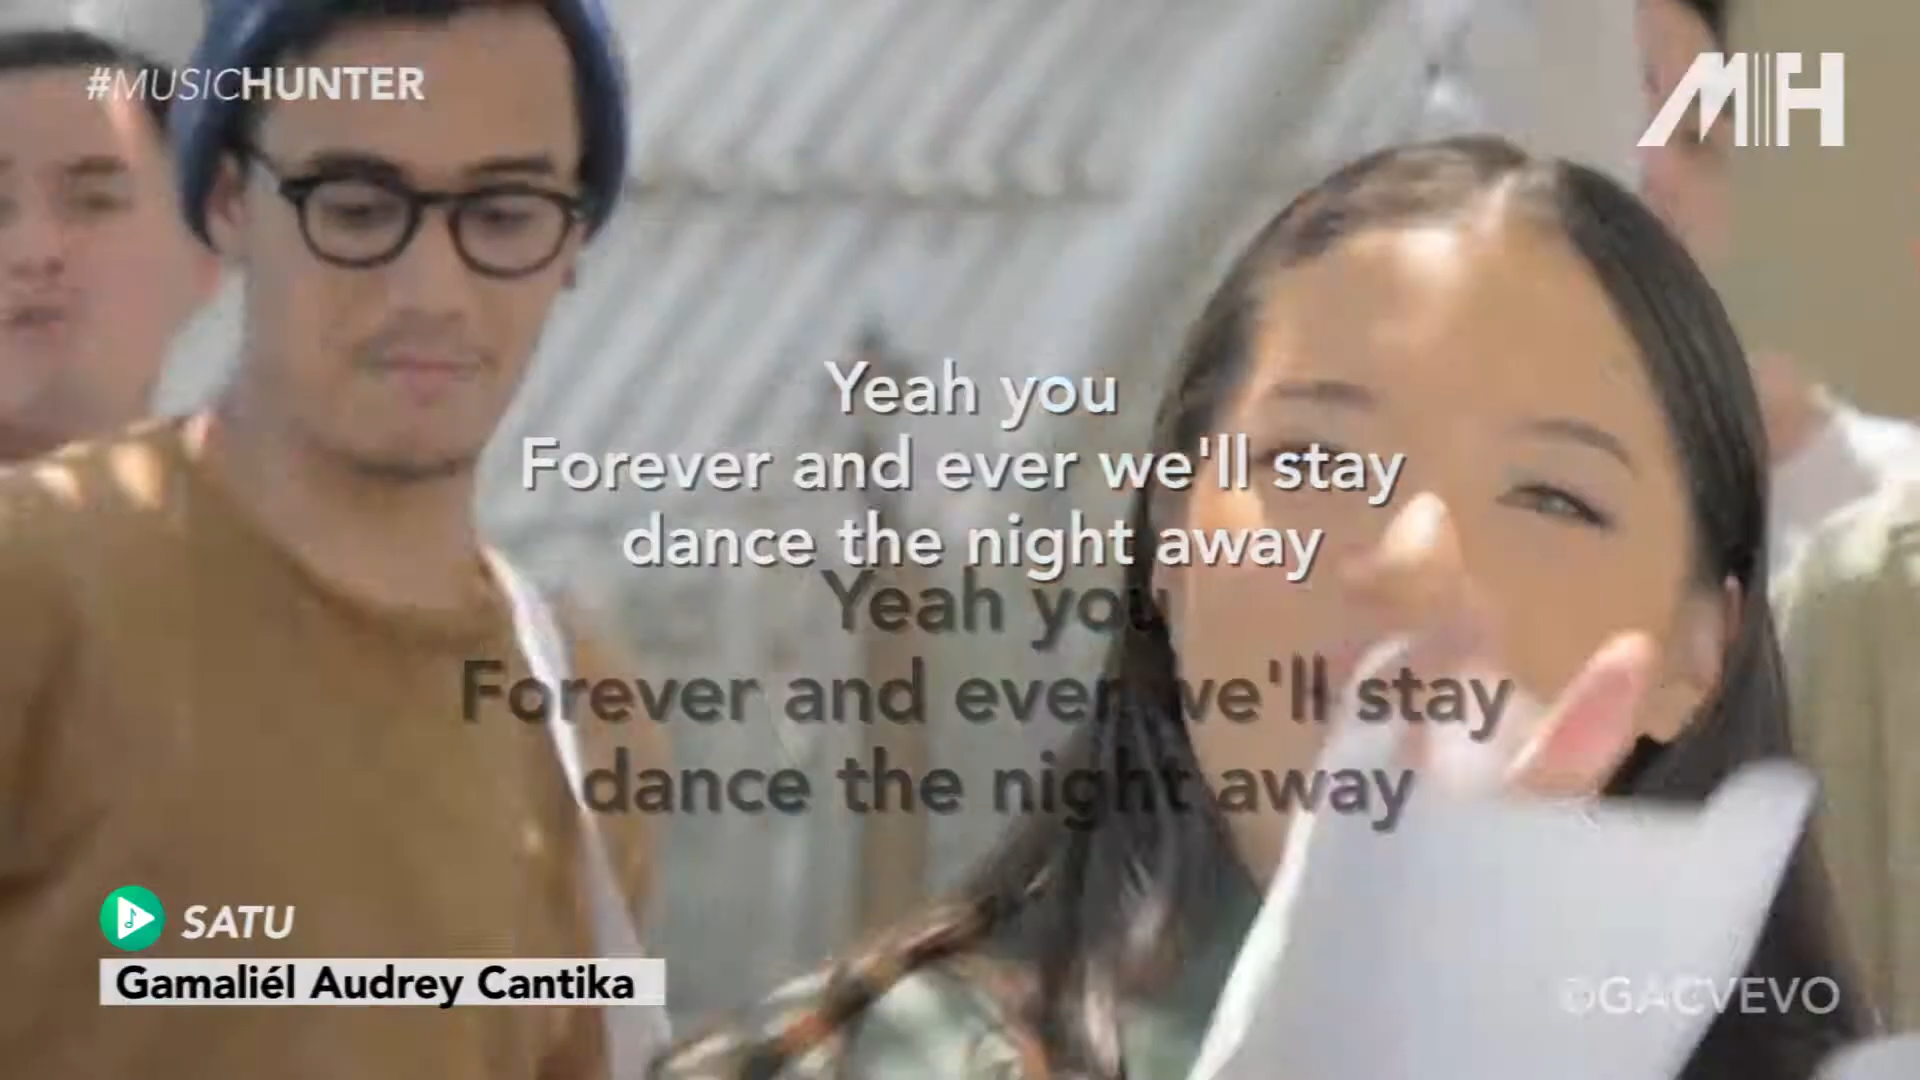 #MUSICHUNTER
MH
Yeah you
Forever and ever we'll stay
dance the night away
Yeah you
Forever and ever we'll stay
dance the night away
SATU
Gamaliél Audrey Cantika
©GACVEVO